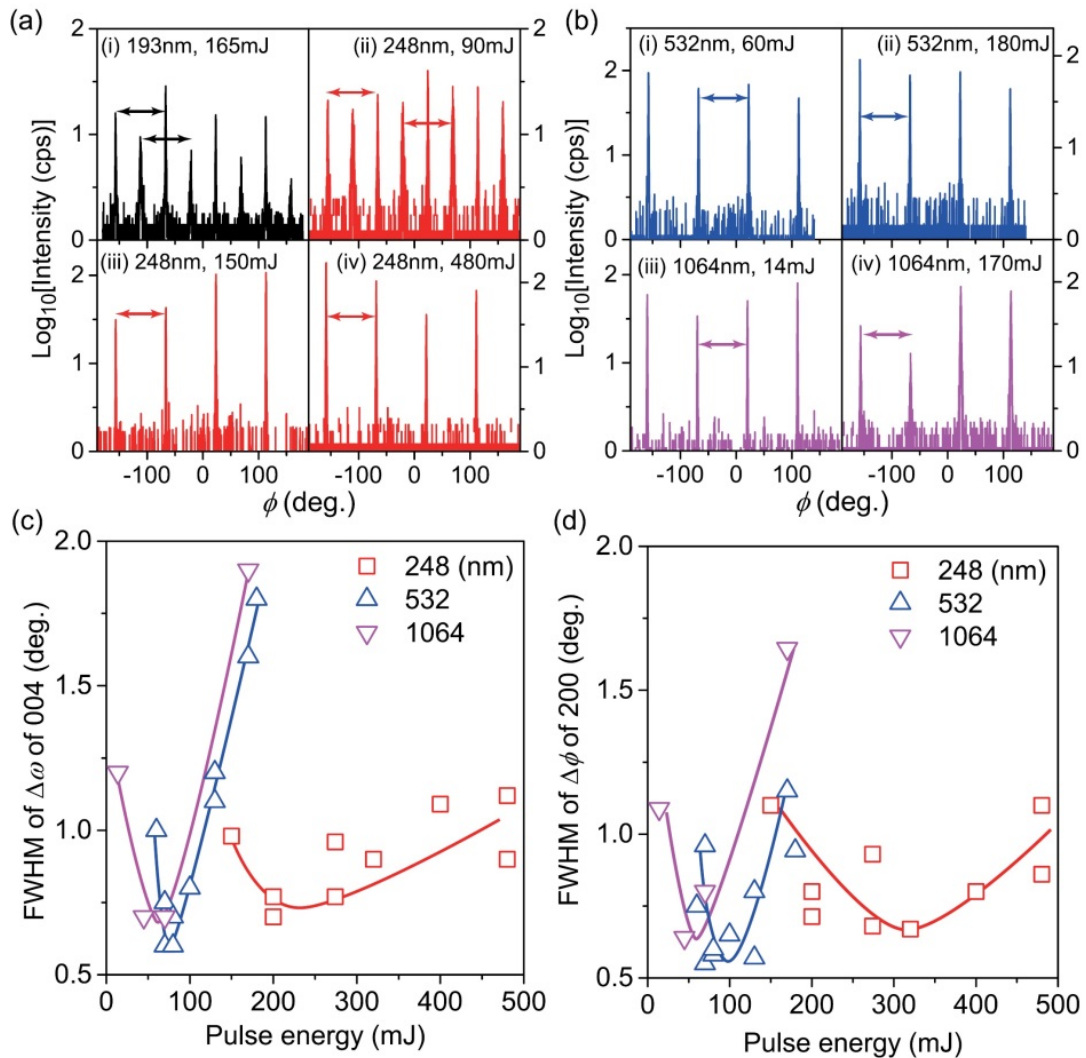 (a)
(b)
(i) 193nm, 165mJ
(ii) 248nm, 90mJ
(iii) 248nm, 150mJ
(iv) 248nm, 480mJ
Log10[Intensity (cps)]
2
1
0
2
1
0
2
1
0
2
1
0
-100 0 100 -100 0 100
ϕ (deg.)
(i) 532nm, 60mJ
(ii) 532nm, 180mJ
(iii) 1064nm, 14mJ
(iv) 1064nm, 170mJ
Log10[Intensity (cps)]
2
1
0
2
1
0
2
1
0
2
1
0
-100 0 100 -100 0 100
ϕ (deg.)
(c)
FWHM of Δω of 004 (deg.)
2.0
1.5
1.0
0.5
248 (nm)
532
1064
0 100 200 300 400 500
Pulse energy (mJ)
(d)
FWHM of Δϕ of 200 (deg.)
2.0
1.5
1.0
0.5
248 (nm)
532
1064
0 100 200 300 400 500
Pulse energy (mJ)